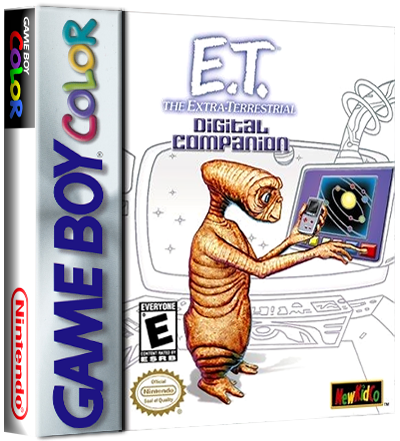 GAME BOY
COLOR
Nintendo
GAME BOY COLOR
E.T.
THE EXTRA-TERRESTRIAL
DiGiTaL
COMPaNiON
EVERYONE
E
CONTENT RATED BY
ESRB
Official
Nintendo
Seal of Quality
NewKidCo
TM